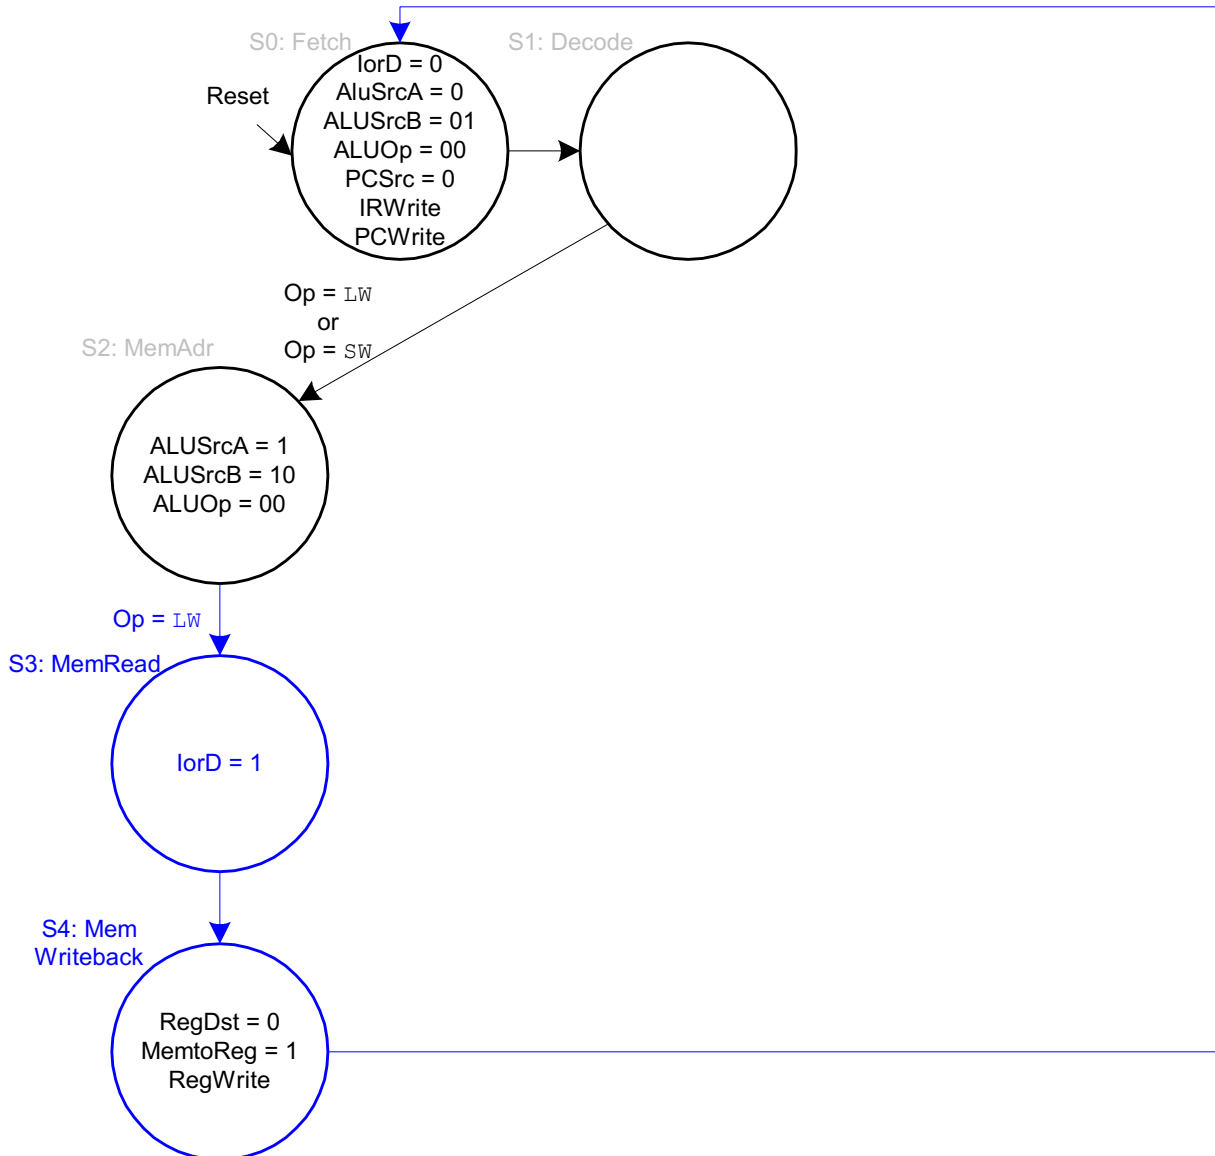 S0: Fetch
S1: Decode
Reset
IorD = 0
AluSrcA = 0
ALUSrcB = 01
ALUOp = 00
PCSrc = 0
IRWrite
PCWrite
Op = LW
or
Op = SW
S2: MemAdr
ALUSrcA = 1
ALUSrcB = 10
ALUOp = 00
Op = LW
S3: MemRead
IorD = 1
S4: Mem
Writeback
RegDst = 0
MemtoReg = 1
RegWrite